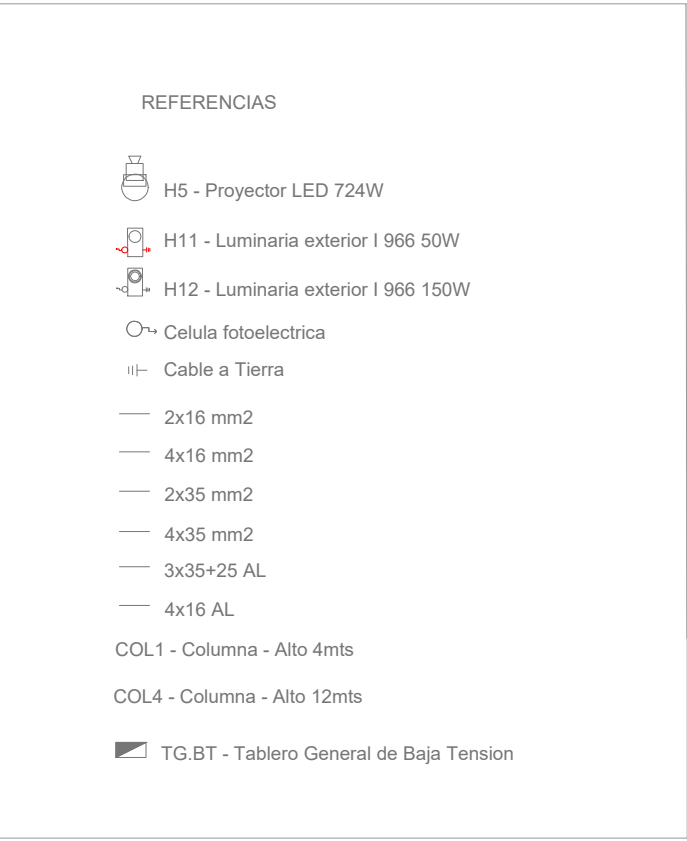 REFERENCIAS
H5 - Proyector LED 724W
H11 - Luminaria exterior I 966 50W
H12 - Luminaria exterior I 966 150W
Celula fotoelectrica
Cable a Tierra
2x16 mm2
4x16 mm2
2x35 mm2
4x35 mm2
3x35+25 AL
4x16 AL
COL1 - Columna - Alto 4mts
COL4 - Columna - Alto 12mts
TG.BT - Tablero General de Baja Tension